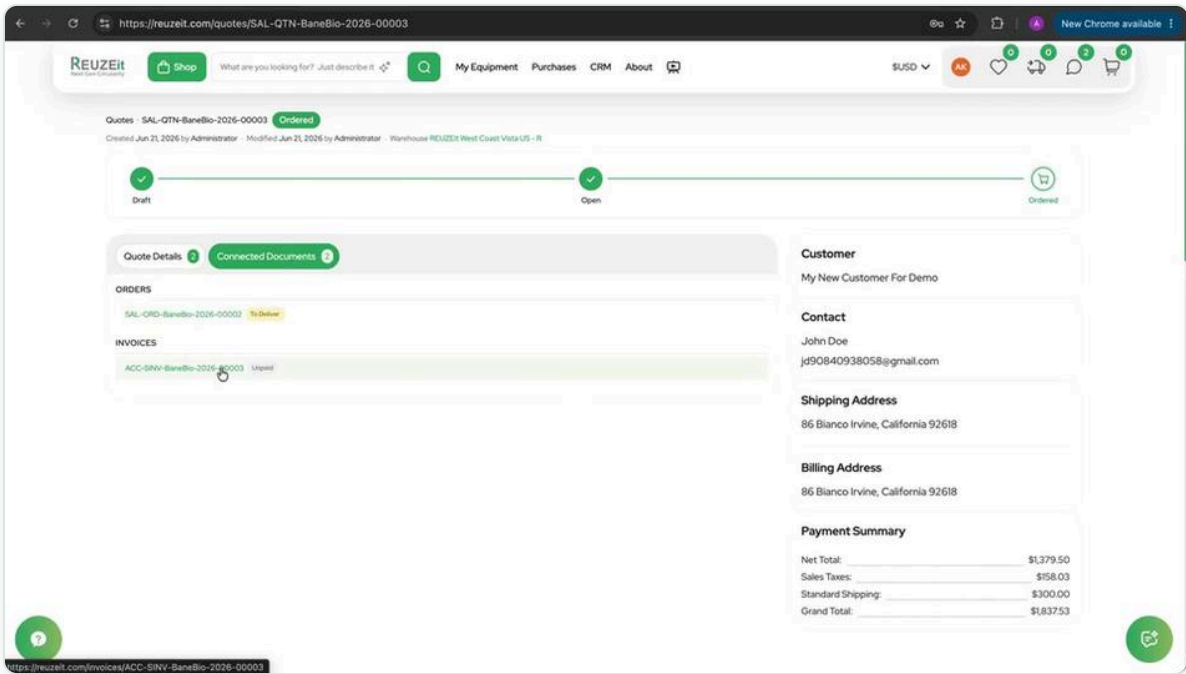 https://reuzeit.com/quotes/SAL-QTN-BaneBio-2026-00003
A
New Chrome available
REUZEit
Next Gen Circularity
Shop
What are you looking for? Just describe it
My Equipment Purchases CRM About
$USD
AK
0
0
2
0
Quotes · SAL-QTN-BaneBio-2026-00003 Ordered
Created Jun 21, 2026 by Administrator · Modified Jun 21, 2026 by Administrator · Warehouse REUZEit West Coast Vista US - R
Draft
Open
Ordered
Quote Details 2
Connected Documents 2
ORDERS
SAL-ORD-BaneBio-2026-00002 To Deliver
INVOICES
ACC-SINV-BaneBio-2026-00003 Unpaid
Customer
My New Customer For Demo
Contact
John Doe
jd90840938058@gmail.com
Shipping Address
86 Bianco Irvine, California 92618
Billing Address
86 Bianco Irvine, California 92618
Payment Summary
Net Total: $1,379.50
Sales Taxes: $158.03
Standard Shipping: $300.00
Grand Total: $1,837.53
https://reuzeit.com/invoices/ACC-SINV-BaneBio-2026-00003